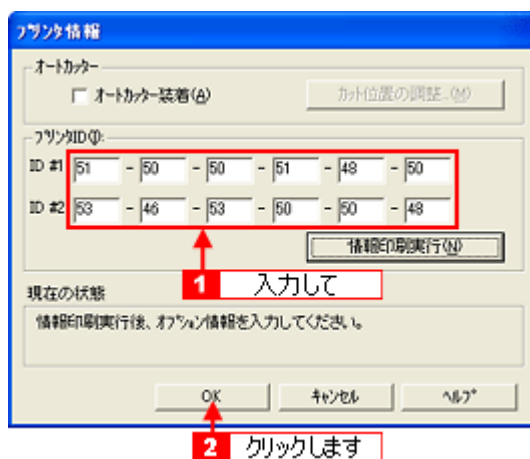 プリンタ情報
オートカッター
オートカッター装着(A)
カット位置の調整..(M)
プリンタID(I):
ID #1 51 - 50 - 50 - 51 - 48 - 50
ID #2 53 - 46 - 53 - 50 - 50 - 48
情報印刷実行(N)
1 入力して
現在の状態
情報印刷実行後、オプション情報を入力してください。
OK キャンセル ヘルプ
2 クリックします